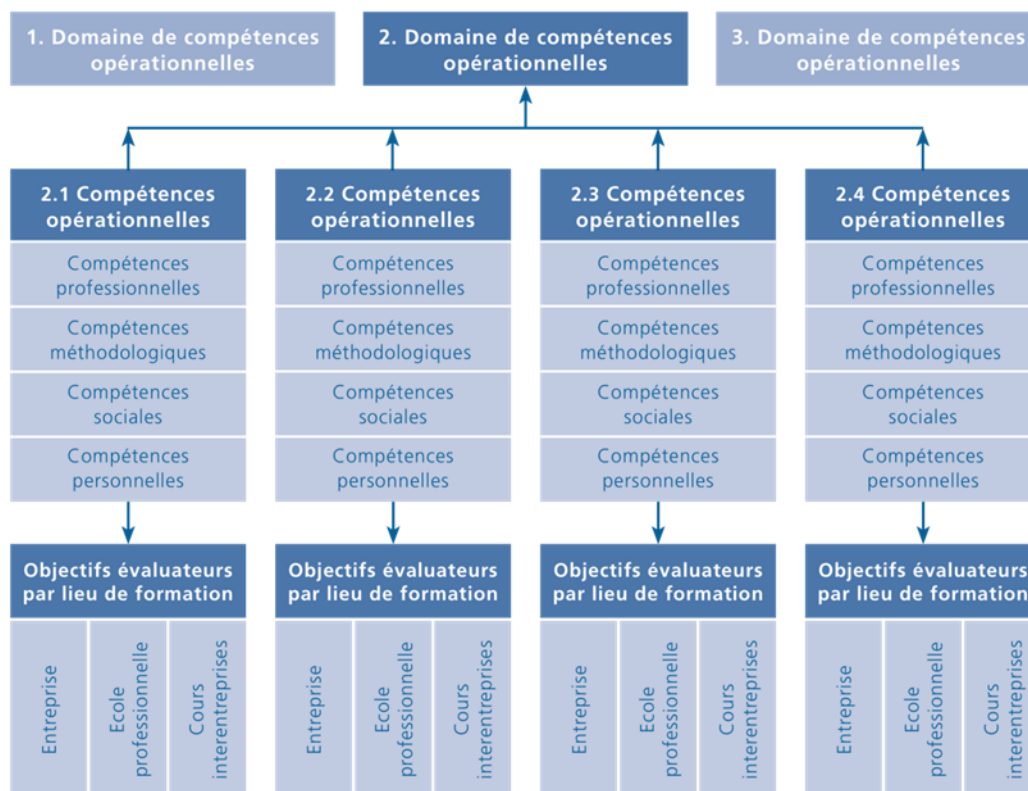 1. Domaine de compétences
opérationnelles
2. Domaine de compétences
opérationnelles
3. Domaine de compétences
opérationnelles
2.1 Compétences
opérationnelles
2.2 Compétences
opérationnelles
2.3 Compétences
opérationnelles
2.4 Compétences
opérationnelles
Compétences
professionnelles
Compétences
professionnelles
Compétences
professionnelles
Compétences
professionnelles
Compétences
méthodologiques
Compétences
méthodologiques
Compétences
méthodologiques
Compétences
méthodologiques
Compétences
sociales
Compétences
sociales
Compétences
sociales
Compétences
sociales
Compétences
personnelles
Compétences
personnelles
Compétences
personnelles
Compétences
personnelles
Objectifs évaluateurs
par lieu de formation
Objectifs évaluateurs
par lieu de formation
Objectifs évaluateurs
par lieu de formation
Objectifs évaluateurs
par lieu de formation
Entreprise
Ecole
professionnelle
Cours
interentreprises
Entreprise
Ecole
professionnelle
Cours
interentreprises
Entreprise
Ecole
professionnelle
Cours
interentreprises
Entreprise
Ecole
professionnelle
Cours
interentreprises